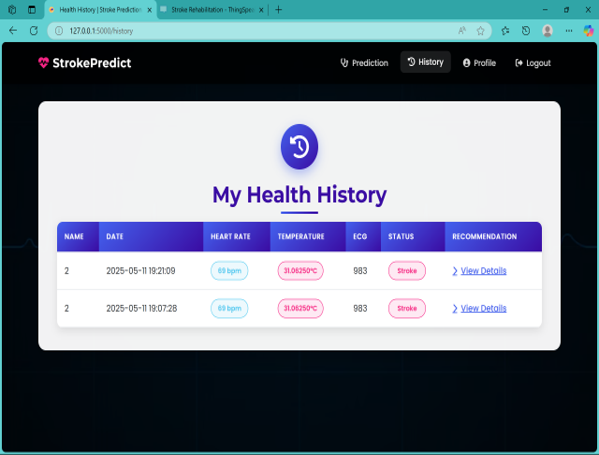 Health History | Stroke Prediction
Stroke Rehabilitation - ThingSpe
127.0.0.1:5000/history
StrokePredict
Prediction
History
Profile
Logout
My Health History
NAME DATE HEART RATE TEMPERATURE ECG STATUS RECOMMENDATION
2 2025-05-11 19:21:09 69 bpm 31.06250°C 983 Stroke View Details
2 2025-05-11 19:07:28 69 bpm 31.06250°C 983 Stroke View Details